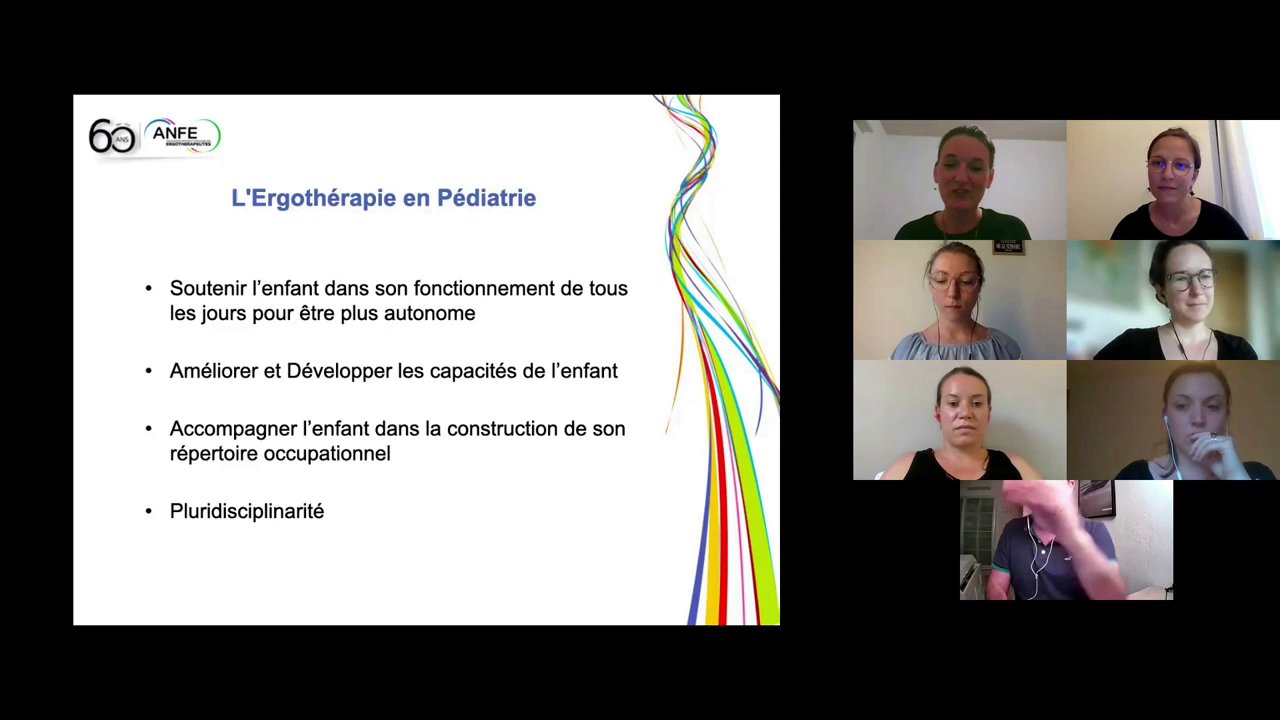 60 ANS
ANFE
ERGOTHÉRAPEUTES
L'Ergothérapie en Pédiatrie
• Soutenir l'enfant dans son fonctionnement de tous
les jours pour être plus autonome
• Améliorer et Développer les capacités de l'enfant
• Accompagner l'enfant dans la construction de son
répertoire occupationnel
• Pluridisciplinarité